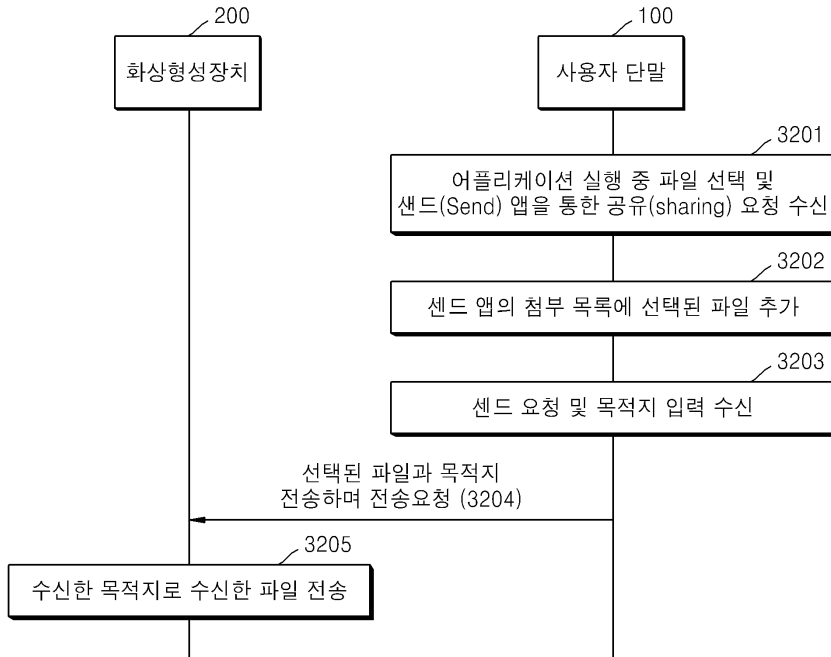 200
화상형성장치
100
사용자 단말
3201
어플리케이션 실행 중 파일 선택 및
샌드(Send) 앱을 통한 공유(sharing) 요청 수신
3202
센드 앱의 첨부 목록에 선택된 파일 추가
3203
센드 요청 및 목적지 입력 수신
선택된 파일과 목적지
전송하며 전송요청 (3204)
3205
수신한 목적지로 수신한 파일 전송